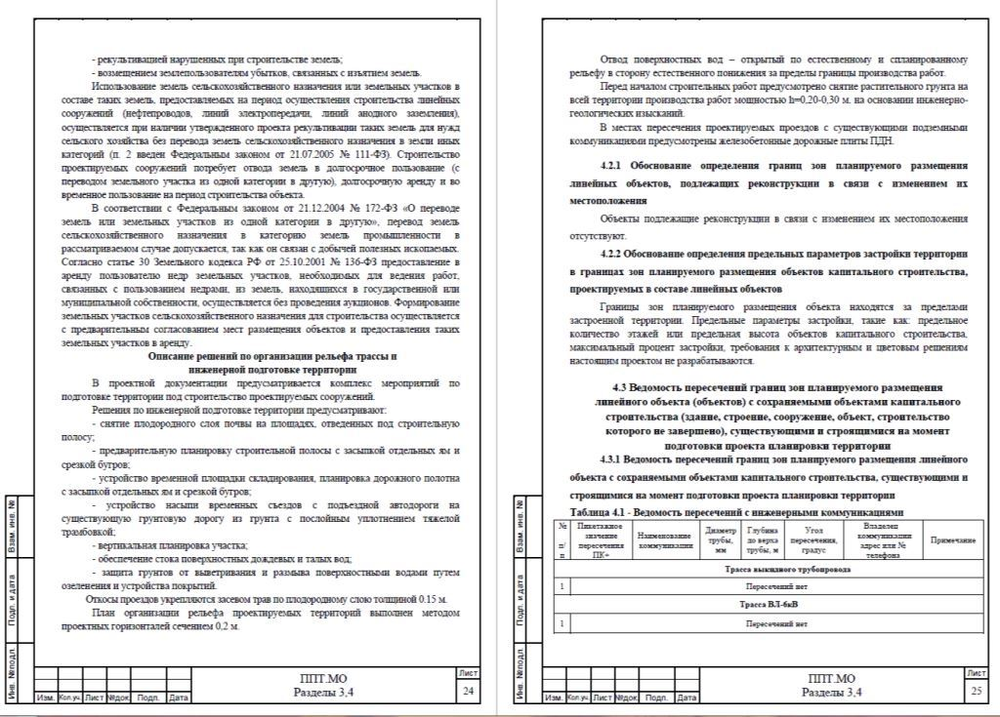 - рекультивацией нарушенных при строительстве земель;
- возмещением землепользователям убытков, связанных с изъятием земель.
Использование земель сельскохозяйственного назначения или земельных участков в
составе таких земель, предоставляемых на период осуществления строительства линейных
сооружений (нефтепроводов, линий электропередачи, линий анодного заземления),
осуществляется при наличии утвержденного проекта рекультивации таких земель для нужд
сельского хозяйства без перевода земель сельскохозяйственного назначения в земли иных
категорий (п. 2 введен Федеральным законом от 21.07.2005 № 111-ФЗ). Строительство
проектируемых сооружений потребует отвода земель в долгосрочное пользование (с
переводом земельного участка из одной категории в другую), долгосрочную аренду и во
временное пользование на период строительства объекта.
В соответствии с Федеральным законом от 21.12.2004 № 172-ФЗ «О переводе
земель или земельных участков из одной категории в другую», перевод земель
сельскохозяйственного назначения в категорию земель промышленности в
рассматриваемом случае допускается, так как он связан с добычей полезных ископаемых.
Согласно статье 30 Земельного кодекса РФ от 25.10.2001 № 136-ФЗ предоставление в
аренду пользователю недр земельных участков, необходимых для ведения работ,
связанных с пользованием недрами, из земель, находящихся в государственной или
муниципальной собственности, осуществляется без проведения аукционов. Формирование
земельных участков сельскохозяйственного назначения для строительства осуществляется
с предварительным согласованием мест размещения объектов и предоставления таких
земельных участков в аренду.
Описание решений по организации рельефа трассы и
инженерной подготовке территории
В проектной документации предусматривается комплекс мероприятий по
подготовке территории под строительство проектируемых сооружений.
Решения по инженерной подготовке территории предусматривают:
- снятие плодородного слоя почвы на площадях, отведенных под строительную
полосу;
- предварительную планировку строительной полосы с засыпкой отдельных ям и
срезкой бугров;
- устройство временной площадки складирования, планировка дорожного полотна
с засыпкой отдельных ям и срезкой бугров;
- устройство насыпи временных съездов с подъездной автодороги на
существующую грунтовую дорогу из грунта с послойным уплотнением тяжелой
трамбовкой;
- вертикальная планировка участка;
- обеспечение стока поверхностных дождевых и талых вод;
- защита грунтов от выветривания и размыва поверхностными водами путем
озеленения и устройства покрытий.
Откосы проездов укрепляются засевом трав по плодородному слою толщиной 0.15 м.
План организации рельефа проектируемых территорий выполнен методом
проектных горизонталей сечением 0,2 м.
Взам. инв. №
Подп. и дата
Инв. №подл.
Изм. Кол.уч. Лист №док. Подп. Дата
ППТ.МО
Разделы 3,4
Лист
24
Отвод поверхностных вод – открытый по естественному и спланированному
рельефу в сторону естественного понижения за пределы границы производства работ.
Перед началом строительных работ предусмотрено снятие растительного грунта на
всей территории производства работ мощностью h=0,20-0,30 м. на основании инженерно-
геологических изысканий.
В местах пересечения проектируемых проездов с существующими подземными
коммуникациями предусмотрены железобетонные дорожные плиты ПДН.
4.2.1 Обоснование определения границ зон планируемого размещения
линейных объектов, подлежащих реконструкции в связи с изменением их
местоположения
Объекты подлежащие реконструкции в связи с изменением их местоположения
отсутствуют.
4.2.2 Обоснование определения предельных параметров застройки территории
в границах зон планируемого размещения объектов капитального строительства,
проектируемых в составе линейных объектов
Границы зон планируемого размещения объекта находятся за пределами
застроенной территории. Предельные параметры застройки, такие как: предельное
количество этажей или предельная высота объектов капитального строительства,
максимальный процент застройки, требования к архитектурным и цветовым решениям
настоящим проектом не разрабатываются.
4.3 Ведомость пересечений границ зон планируемого размещения
линейного объекта (объектов) с сохраняемыми объектами капитального
строительства (здание, строение, сооружение, объект, строительство
которого не завершено), существующими и строящимися на момент
подготовки проекта планировки территории
4.3.1 Ведомость пересечений границ зон планируемого размещения линейного
объекта с сохраняемыми объектами капитального строительства, существующими и
строящимися на момент подготовки проекта планировки территории
Таблица 4.1 - Ведомость пересечений с инженерными коммуникациями
№ п/п
Пикетажное значение пересечения ПК+
Наименование коммуникации
Диаметр трубы, мм
Глубина до верха трубы, м
Угол пересечения, градус
Владелец коммуникации адрес или № телефона
Примечание
Трасса выкидного трубопровода
1 Пересечений нет
Трасса ВЛ-6кВ
1 Пересечений нет
Взам. инв. №
Подп. и дата
Инв. №подл.
Изм. Кол.уч. Лист №док. Подп. Дата
ППТ.МО
Разделы 3,4
Лист
25